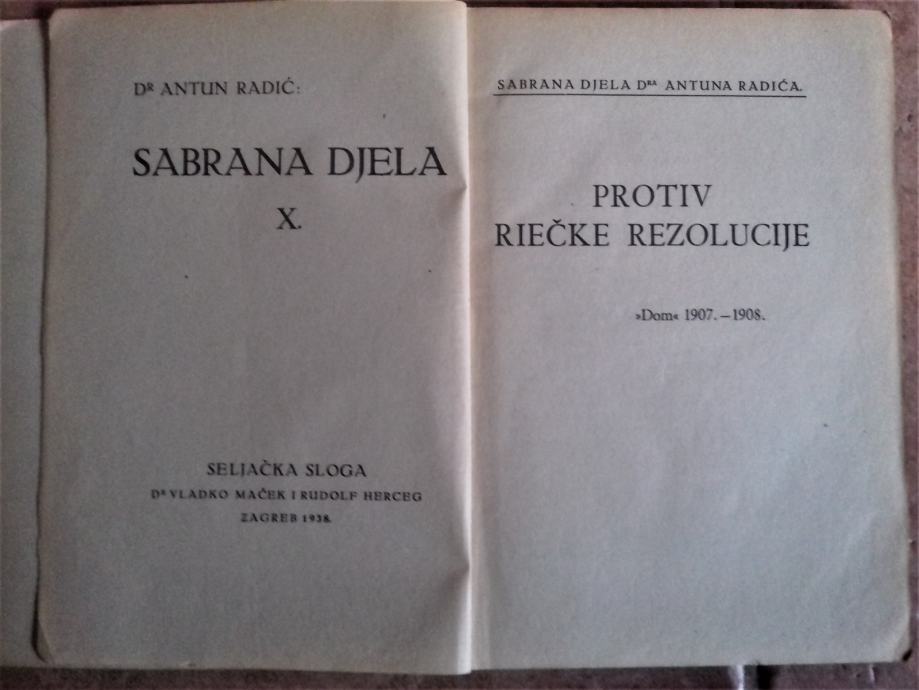 Dr ANTUN RADIĆ:
SABRANA DJELA
X.
SELJAČKA SLOGA
Dr VLADKO MAČEK I RUDOLF HERCEG
ZAGREB 1938.
SABRANA DJELA DRA ANTUNA RADIĆA.
PROTIV
RIEČKE REZOLUCIJE
»Dom« 1907.—1908.